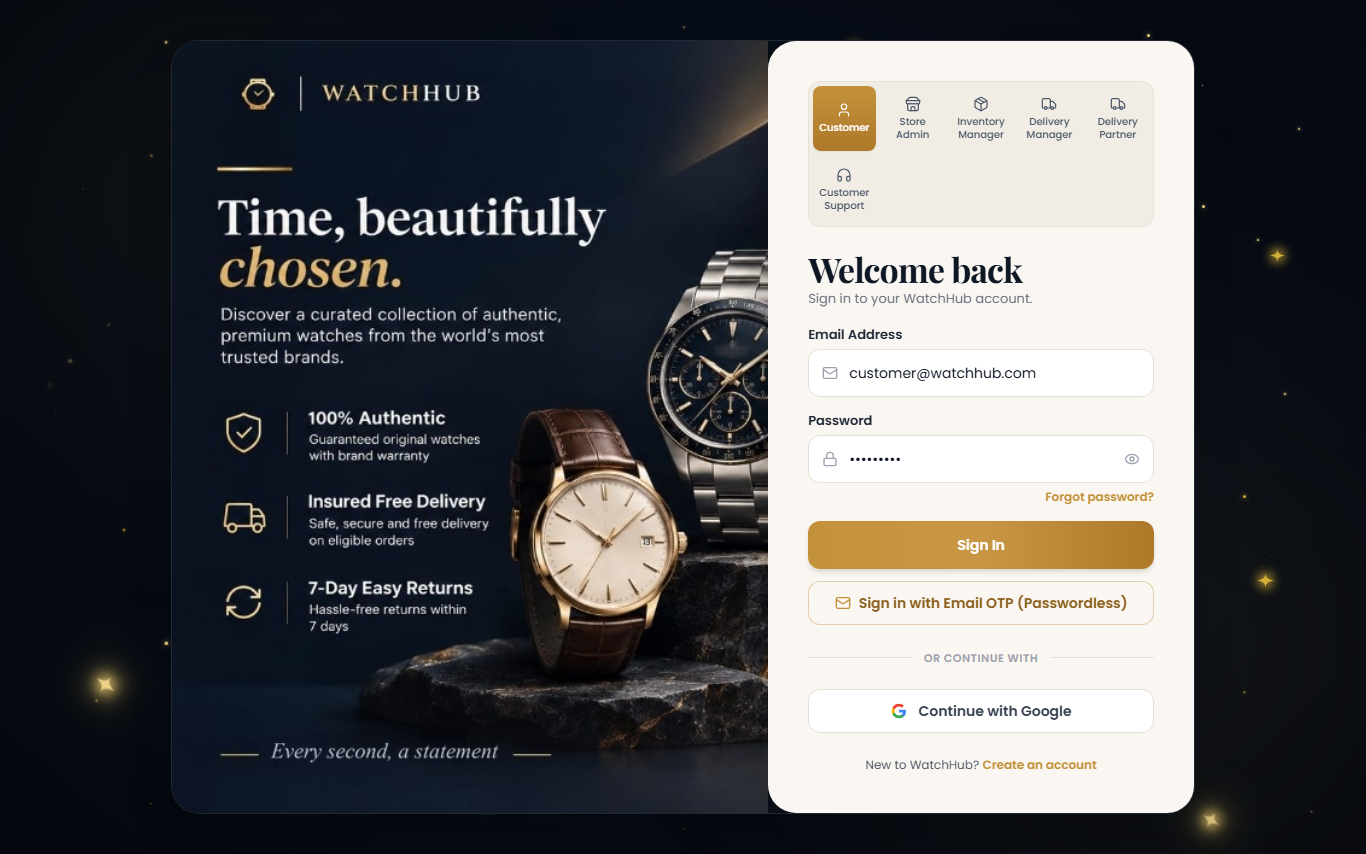 WATCHHUB
Time, beautifully
chosen.
Discover a curated collection of authentic,
premium watches from the world's most
trusted brands.
100% Authentic
Guaranteed original watches
with brand warranty
Insured Free Delivery
Safe, secure and free delivery
on eligible orders
7-Day Easy Returns
Hassle-free returns within
7 days
Every second, a statement
Customer
Store
Admin
Inventory
Manager
Delivery
Manager
Delivery
Partner
Customer
Support
Welcome back
Sign in to your WatchHub account.
Email Address
customer@watchhub.com
Password
•••••••••
Forgot password?
Sign In
Sign in with Email OTP (Passwordless)
OR CONTINUE WITH
Continue with Google
New to WatchHub? Create an account